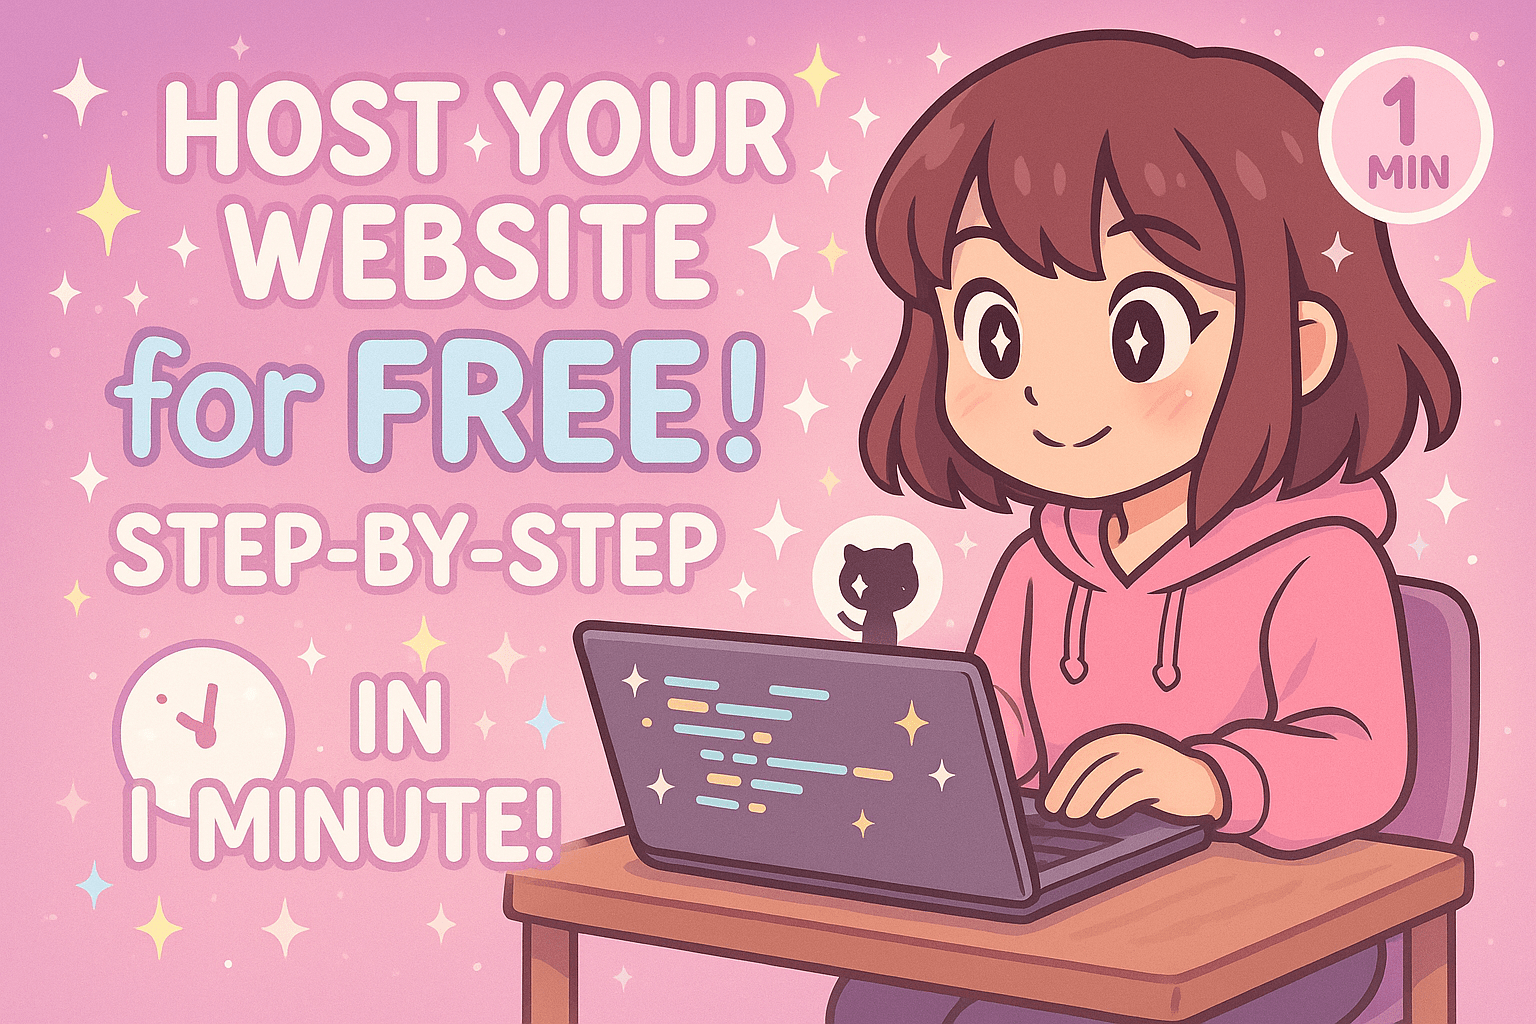 HOST YOUR
WEBSITE
for FREE!
STEP-BY-STEP
IN
1 MINUTE!
1
MIN